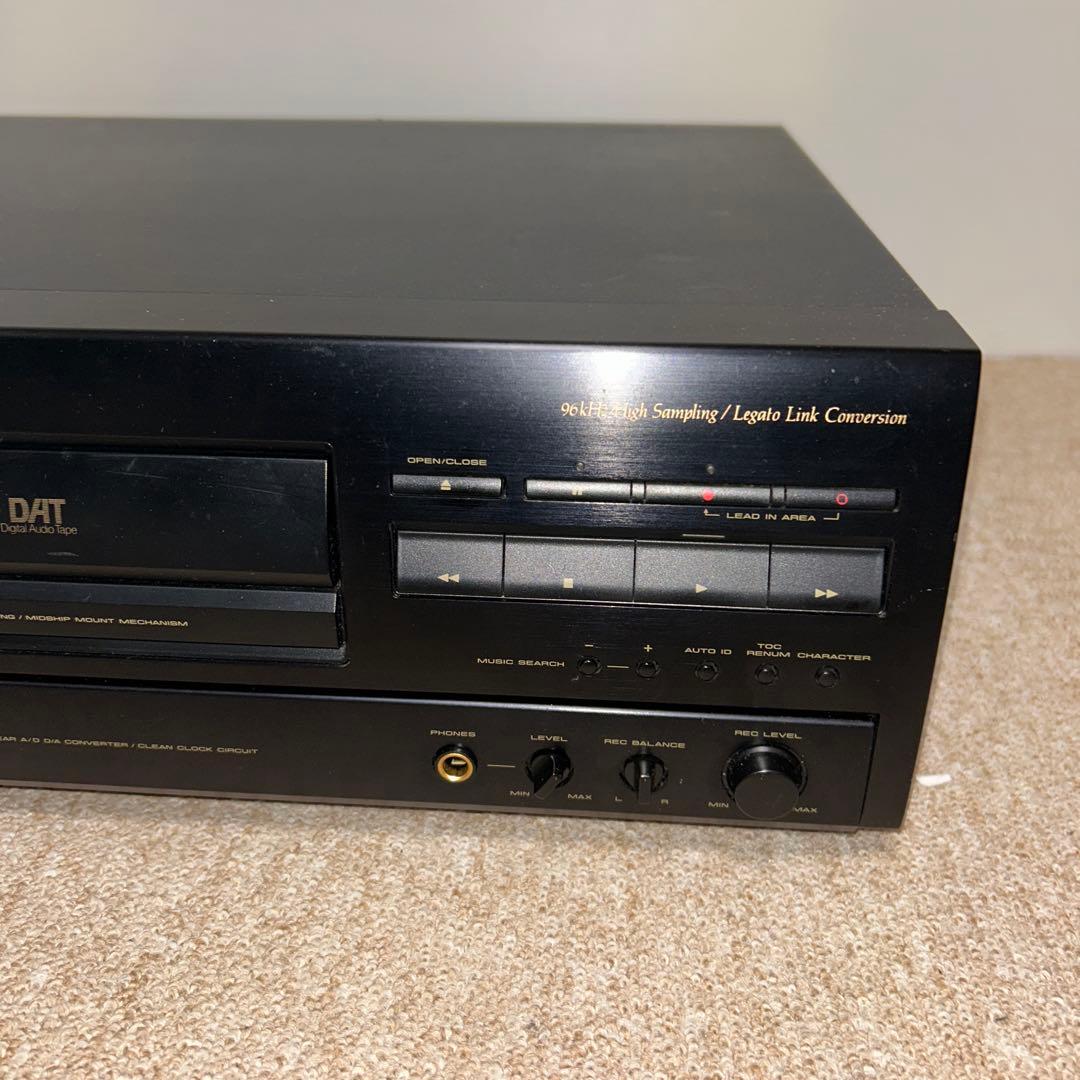 96kHz High Sampling / Legato Link Conversion
OPEN/CLOSE
DAT
Digital Audio Tape
LEAD IN AREA
NG / MIDSHIP MOUNT MECHANISM
MUSIC SEARCH
− +
AUTO ID
TOC
RENUM
CHARACTER
EAR A/D D/A CONVERTER / CLEAN CLOCK CIRCUIT
PHONES
LEVEL
MIN MAX
REC BALANCE
L R
REC LEVEL
MIN MAX